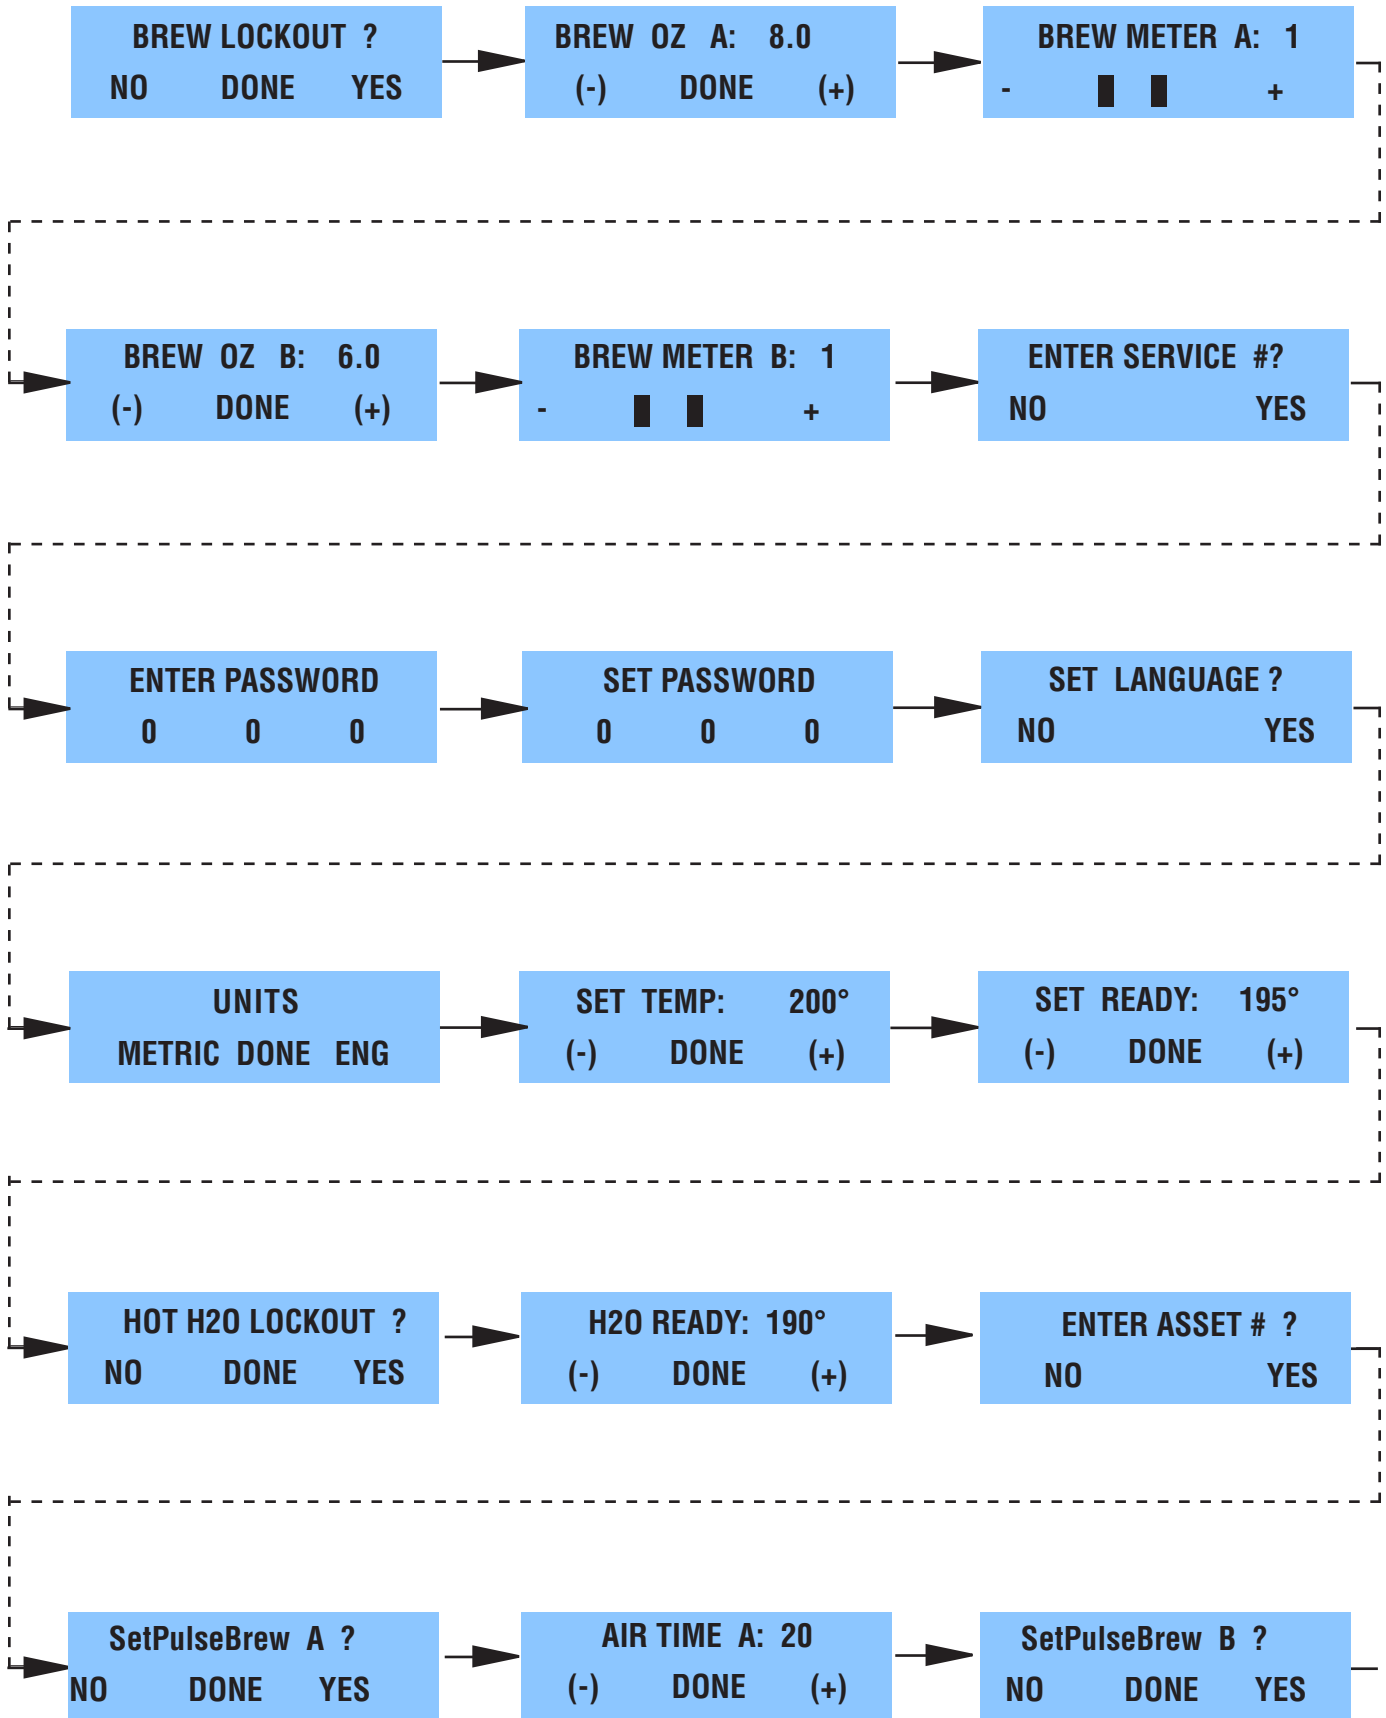 BREW LOCKOUT ?
NO DONE YES
BREW OZ A: 8.0
(-) DONE (+)
BREW METER A: 1
- +
BREW OZ B: 6.0
(-) DONE (+)
BREW METER B: 1
- +
ENTER SERVICE #?
NO YES
ENTER PASSWORD
0 0 0
SET PASSWORD
0 0 0
SET LANGUAGE ?
NO YES
UNITS
METRIC DONE ENG
SET TEMP: 200°
(-) DONE (+)
SET READY: 195°
(-) DONE (+)
HOT H2O LOCKOUT ?
NO DONE YES
H2O READY: 190°
(-) DONE (+)
ENTER ASSET # ?
NO YES
SetPulseBrew A ?
NO DONE YES
AIR TIME A: 20
(-) DONE (+)
SetPulseBrew B ?
NO DONE YES